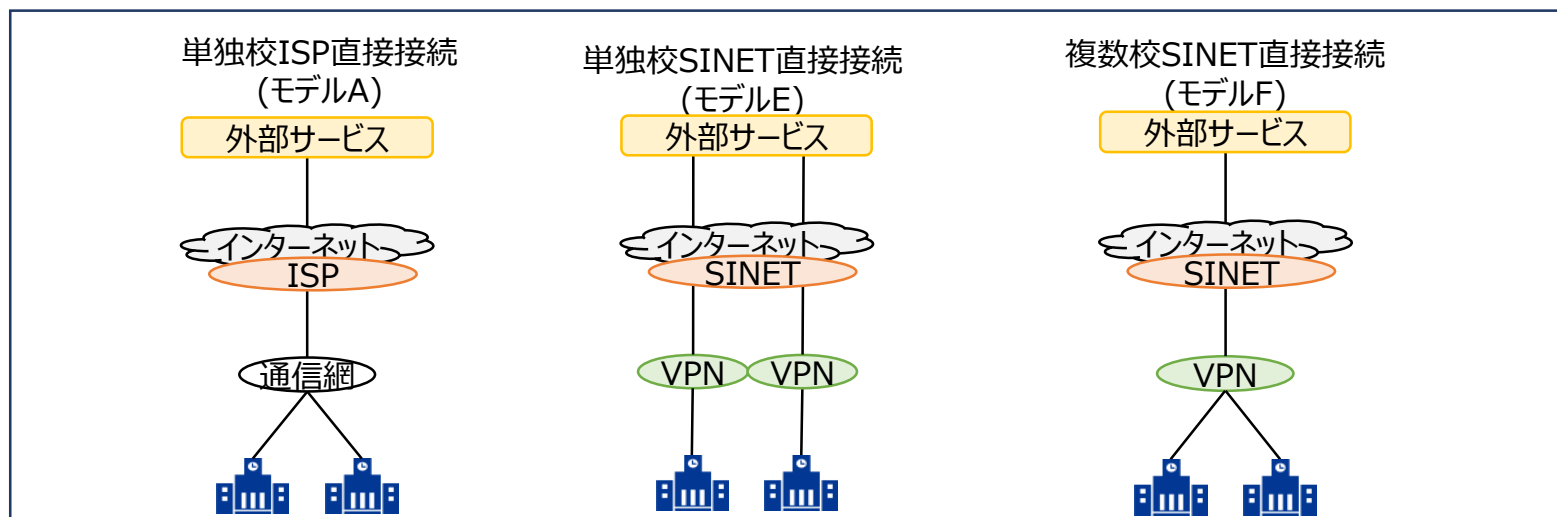 単独校ISP直接接続
(モデルA)
外部サービス
インターネット
ISP
通信網
単独校SINET直接接続
(モデルE)
外部サービス
インターネット
SINET
VPN VPN
複数校SINET直接接続
(モデルF)
外部サービス
インターネット
SINET
VPN